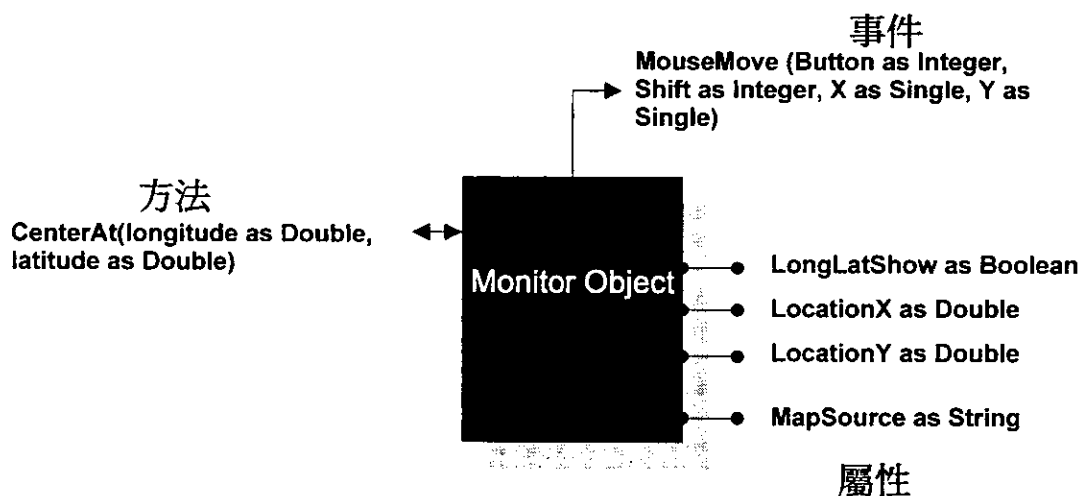 事件
MouseMove (Button as Integer,
Shift as Integer, X as Single, Y as
Single)
方法
CenterAt(longitude as Double,
latitude as Double)
Monitor Object
LongLatShow as Boolean
LocationX as Double
LocationY as Double
MapSource as String
屬性